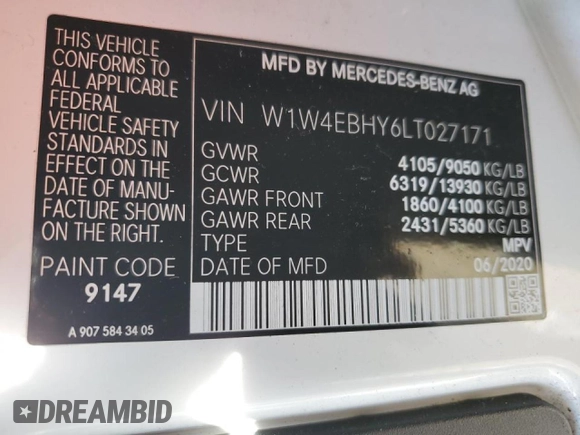 THIS VEHICLE
CONFORMS TO
ALL APPLICABLE
FEDERAL
VEHICLE SAFETY
STANDARDS IN
EFFECT ON THE
DATE OF MANU-
FACTURE SHOWN
ON THE RIGHT.
PAINT CODE
9147
A 907 584 34 05
MFD BY MERCEDES-BENZ AG
VIN W1W4EBHY6LT027171
GVWR 4105/9050 KG/LB
GCWR 6319/13930 KG/LB
GAWR FRONT 1860/4100 KG/LB
GAWR REAR 2431/5360 KG/LB
TYPE MPV
DATE OF MFD 06/2020
DREAMBID